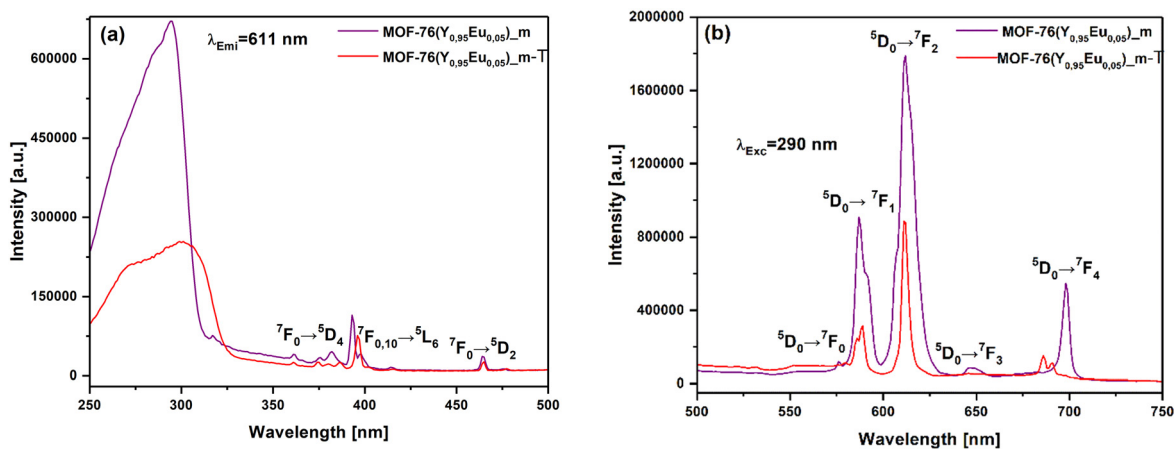 (a)
λEmi=611 nm
MOF-76(Y0,95Eu0,05)_m
MOF-76(Y0,95Eu0,05)_m-T
600000
450000
300000
150000
0
Intensity [a.u.]
7F0→5D4
7F0,10→5L6
7F0→5D2
250 300 350 400 450 500
Wavelength [nm]
(b)
5D0→7F2
MOF-76(Y0,95Eu0,05)_m
MOF-76(Y0,95Eu0,05)_m-T
λExc=290 nm
5D0→ 7F1
5D0→7F4
5D0→7F0
5D0→7F3
2000000
1600000
1200000
800000
400000
0
Intensity [a.u.]
500 550 600 650 700 750
Wavelength [nm]